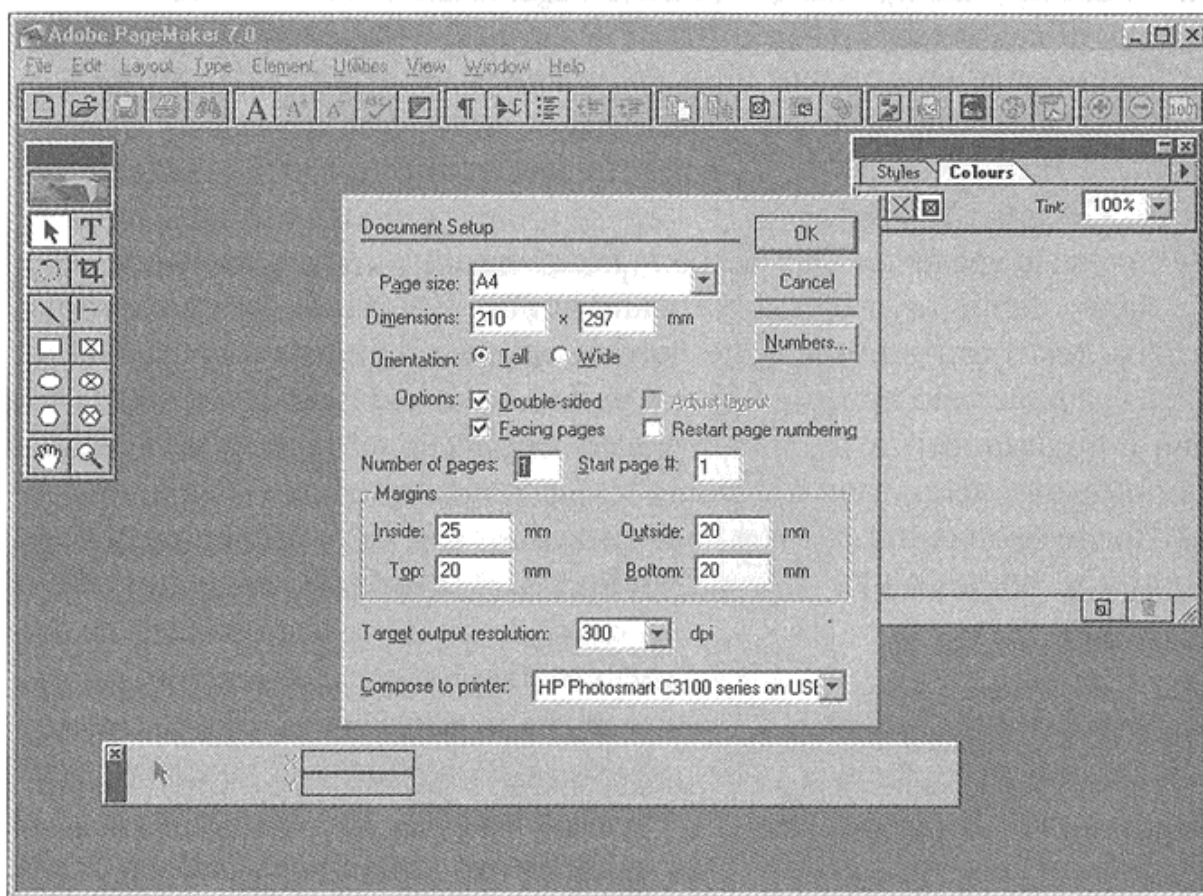 Adobe PageMaker 7.0
File Edit Layout Type Element Utilities View Window Help
Styles Colours
Tint: 100%
Document Setup
OK
Page size: A4
Cancel
Dimensions: 210 × 297 mm
Numbers...
Orientation: Tall Wide
Options: Double-sided Adjust layout
Facing pages Restart page numbering
Number of pages: 1 Start page #: 1
Margins
Inside: 25 mm Outside: 20 mm
Top: 20 mm Bottom: 20 mm
Target output resolution: 300 dpi
Compose to printer: HP Photosmart C3100 series on USB
X
Y